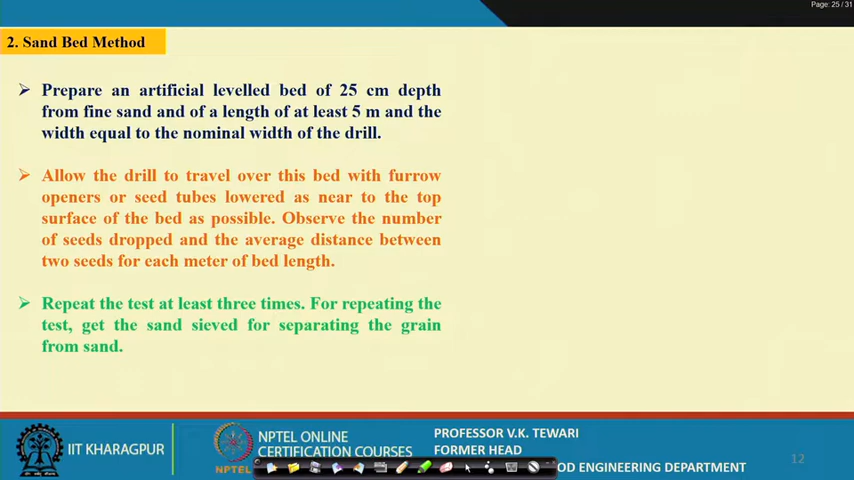 Page: 25 / 31
2. Sand Bed Method
➢ Prepare an artificial levelled bed of 25 cm depth
from fine sand and of a length of at least 5 m and the
width equal to the nominal width of the drill.
➢ Allow the drill to travel over this bed with furrow
openers or seed tubes lowered as near to the top
surface of the bed as possible. Observe the number
of seeds dropped and the average distance between
two seeds for each meter of bed length.
➢ Repeat the test at least three times. For repeating the
test, get the sand sieved for separating the grain
from sand.
IIT KHARAGPUR
NPTEL
NPTEL ONLINE
CERTIFICATION COURSES
PROFESSOR V.K. TEWARI
FORMER HEAD
OD ENGINEERING DEPARTMENT
12